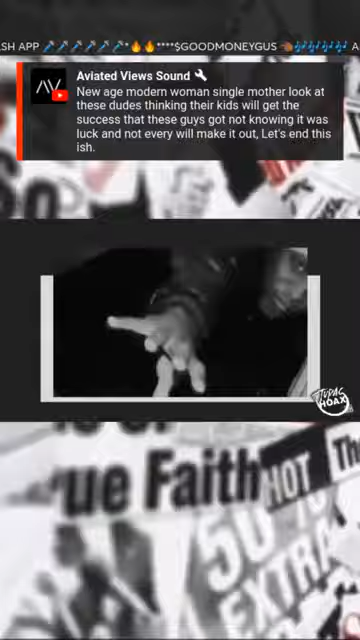 SH APP 🎤🎤🎤🎤🎤🎤*🔥🔥****$GOODMONEYGUS
Aviated Views Sound 🔧
New age modern woman single mother look at
these dudes thinking their kids will get the
success that these guys got not knowing it was
luck and not every will make it out, Let's end this
ish.
TUPAC
HOAX
ue Faith
HOT
Th
50%
EXTRA